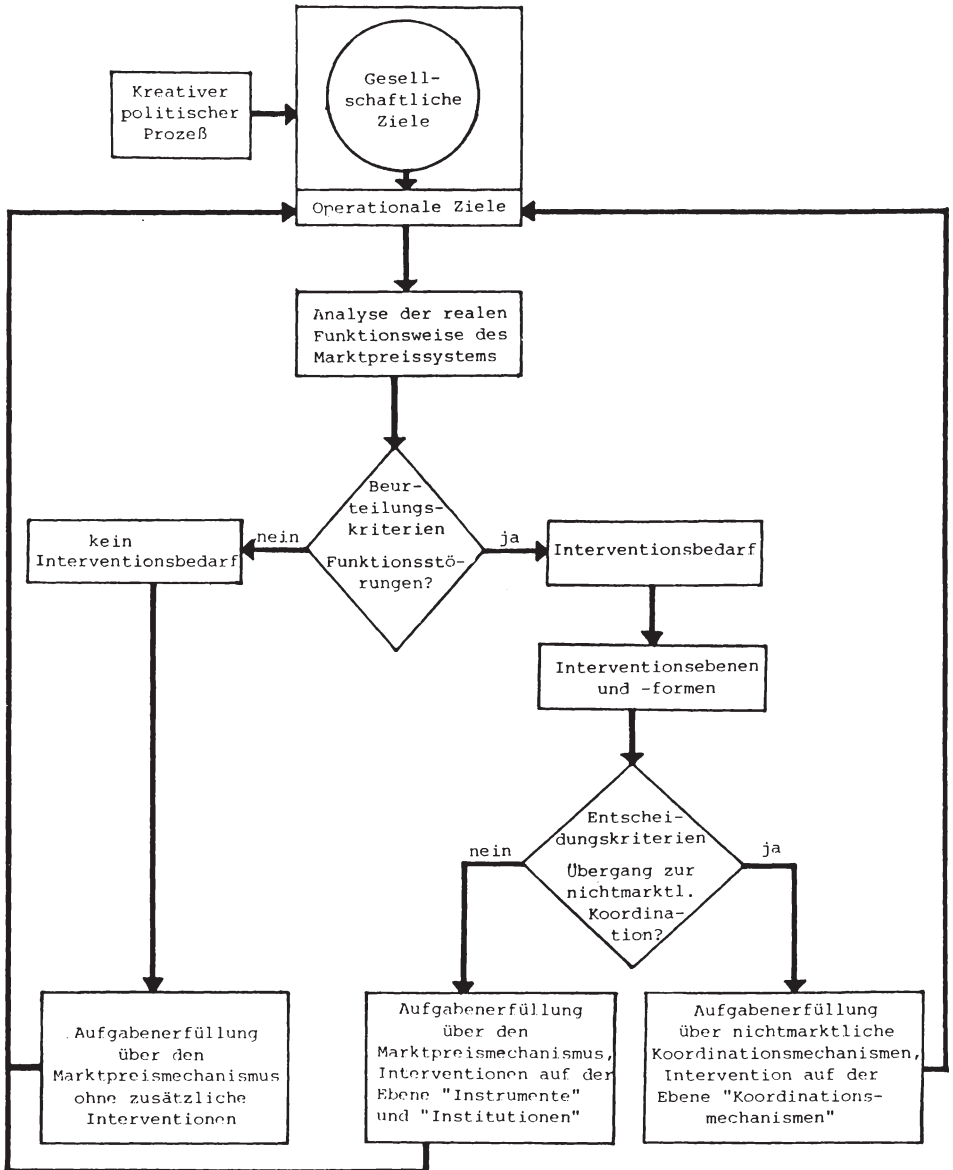 Gesell-
schaftliche
Ziele
Kreativer
politischer
Prozeß
Operationale Ziele
Analyse der realen
Funktionsweise des
Marktpreissystems
Beur-
teilungs-
kriterien
Funktionsstö-
rungen?
nein
ja
kein
Interventionsbedarf
Interventionsbedarf
Interventionsebenen
und -formen
Entschei-
dungskriterien
Übergang zur
nichtmarktl.
Koordina-
tion?
nein
ja
Aufgabenerfüllung
über den
Marktpreismechanismus
ohne zusätzliche
Interventionen
Aufgabenerfüllung
über den
Marktpreismechanismus,
Interventionen auf der
Ebene "Instrumente"
und "Institutionen"
Aufgabenerfüllung
über nichtmarktliche
Koordinationsmechanismen,
Intervention auf der
Ebene "Koordinations-
mechanismen"